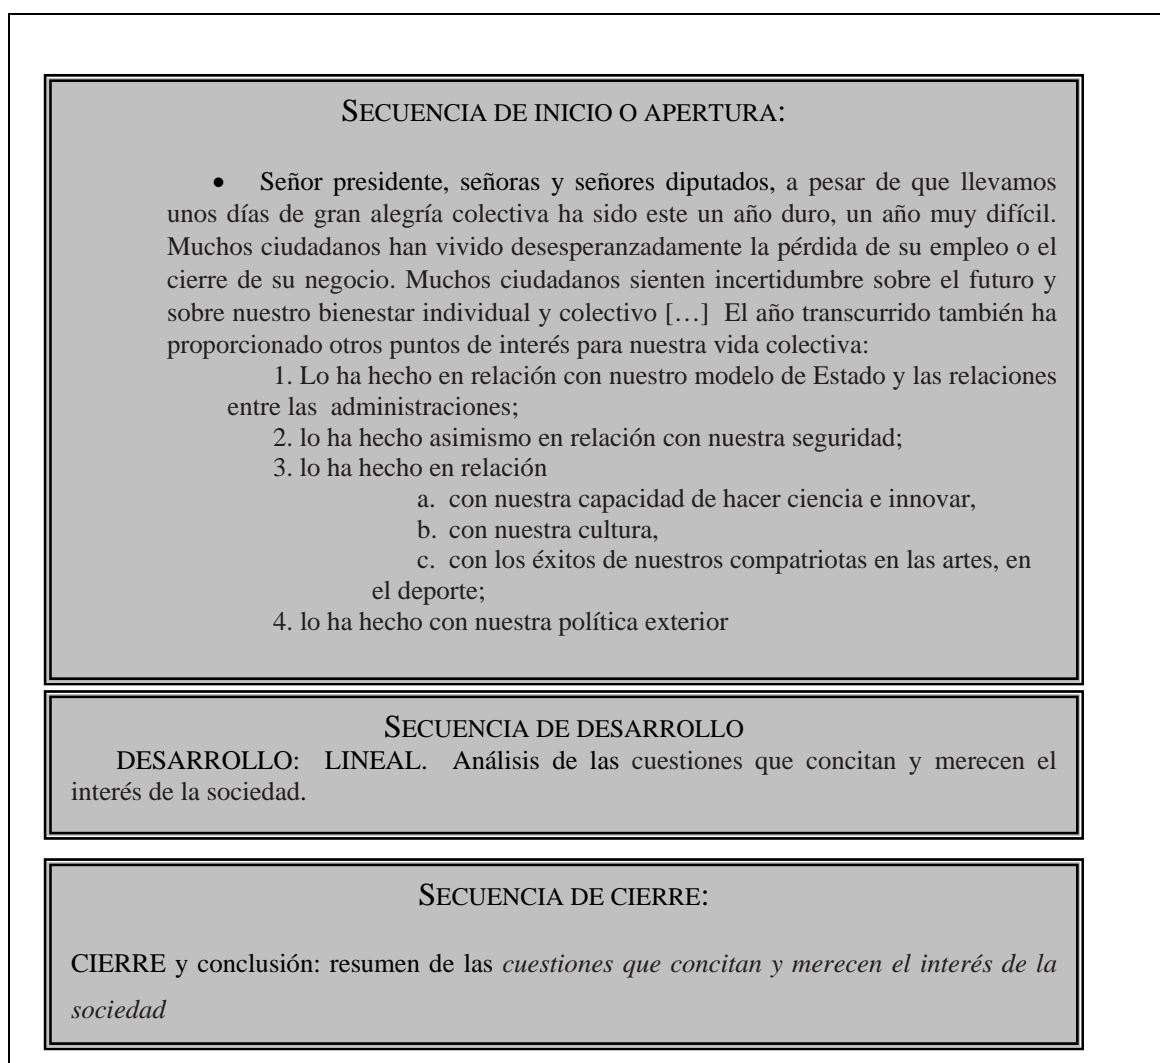 SECUENCIA DE INICIO O APERTURA:
• Señor presidente, señoras y señores diputados, a pesar de que llevamos
unos días de gran alegría colectiva ha sido este un año duro, un año muy difícil.
Muchos ciudadanos han vivido desesperanzadamente la pérdida de su empleo o el
cierre de su negocio. Muchos ciudadanos sienten incertidumbre sobre el futuro y
sobre nuestro bienestar individual y colectivo […] El año transcurrido también ha
proporcionado otros puntos de interés para nuestra vida colectiva:
1. Lo ha hecho en relación con nuestro modelo de Estado y las relaciones
entre las administraciones;
2. lo ha hecho asimismo en relación con nuestra seguridad;
3. lo ha hecho en relación
a. con nuestra capacidad de hacer ciencia e innovar,
b. con nuestra cultura,
c. con los éxitos de nuestros compatriotas en las artes, en
el deporte;
4. lo ha hecho con nuestra política exterior
SECUENCIA DE DESARROLLO
DESARROLLO: LINEAL. Análisis de las cuestiones que concitan y merecen el
interés de la sociedad.
SECUENCIA DE CIERRE:
CIERRE y conclusión: resumen de las cuestiones que concitan y merecen el interés de la
sociedad